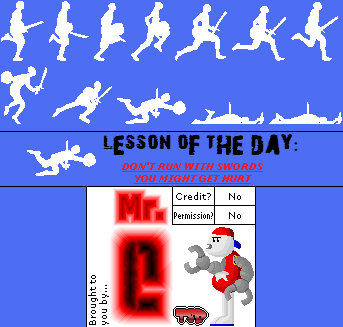 LESSON OF THE DAY:
DON'T RUN WITH SWORDS
YOU MIGHT GET HURT
Brought to
you by...
Mr.
C
Credit? No
Permission? No